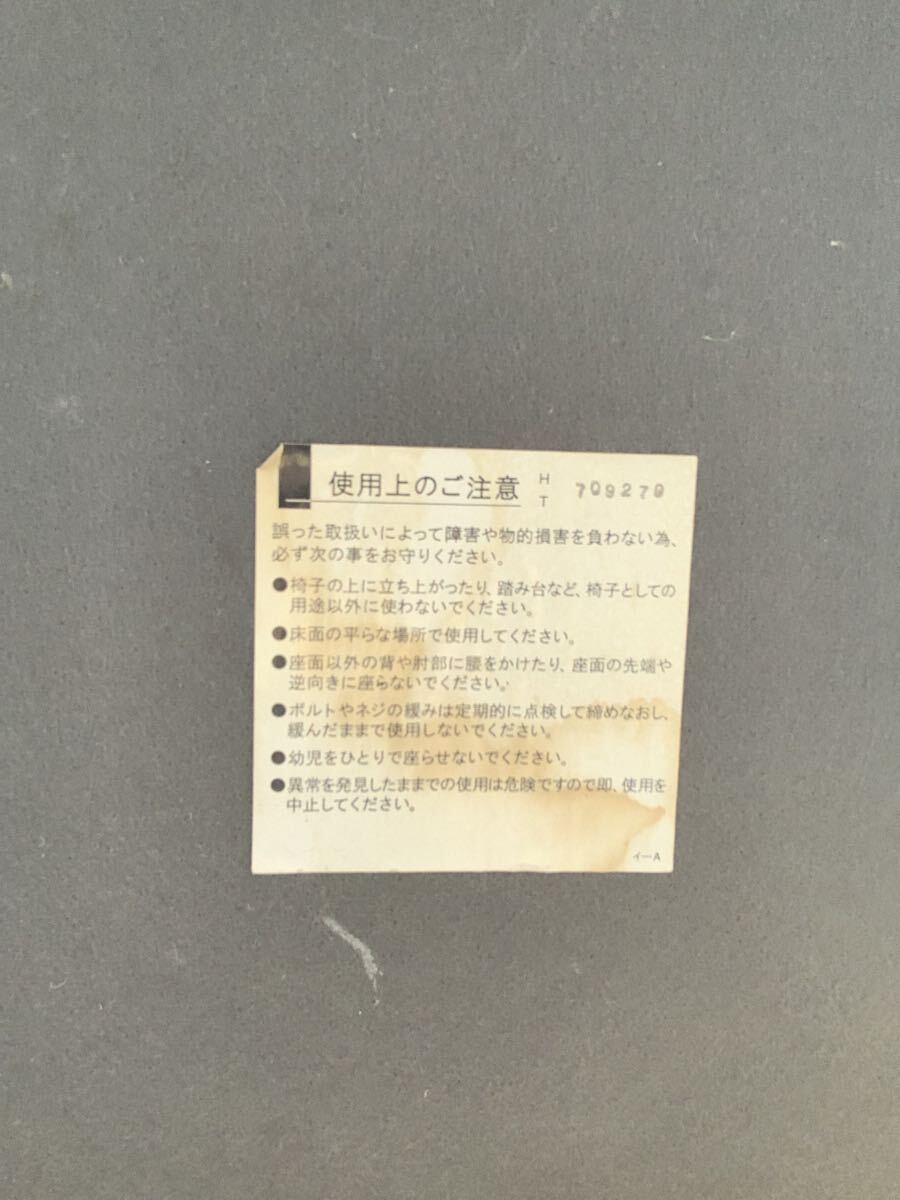 使用上のご注意 HT 709270
誤った取扱いによって障害や物的損害を負わない為、
必ず次の事をお守りください。
●椅子の上に立ち上がったり、踏み台など、椅子としての
用途以外に使わないでください。
●床面の平らな場所で使用してください。
●座面以外の背や肘部に腰をかけたり、座面の先端や
逆向きに座らないでください。
●ボルトやネジの緩みは定期的に点検して締めなおし、
緩んだままで使用しないでください。
●幼児をひとりで座らせないでください。
●異常を発見したままでの使用は危険ですので即、使用を
中止してください。
イーA